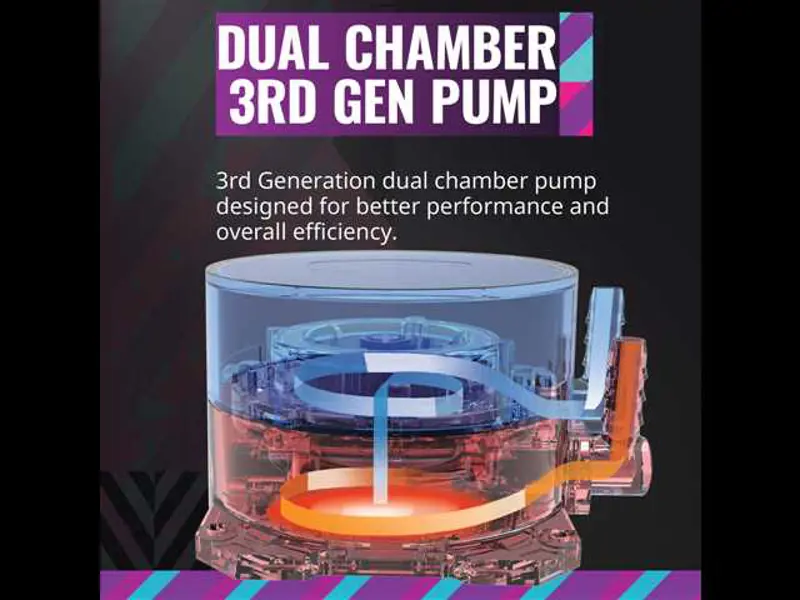 DUAL CHAMBER
3RD GEN PUMP
3rd Generation dual chamber pump
designed for better performance and
overall efficiency.